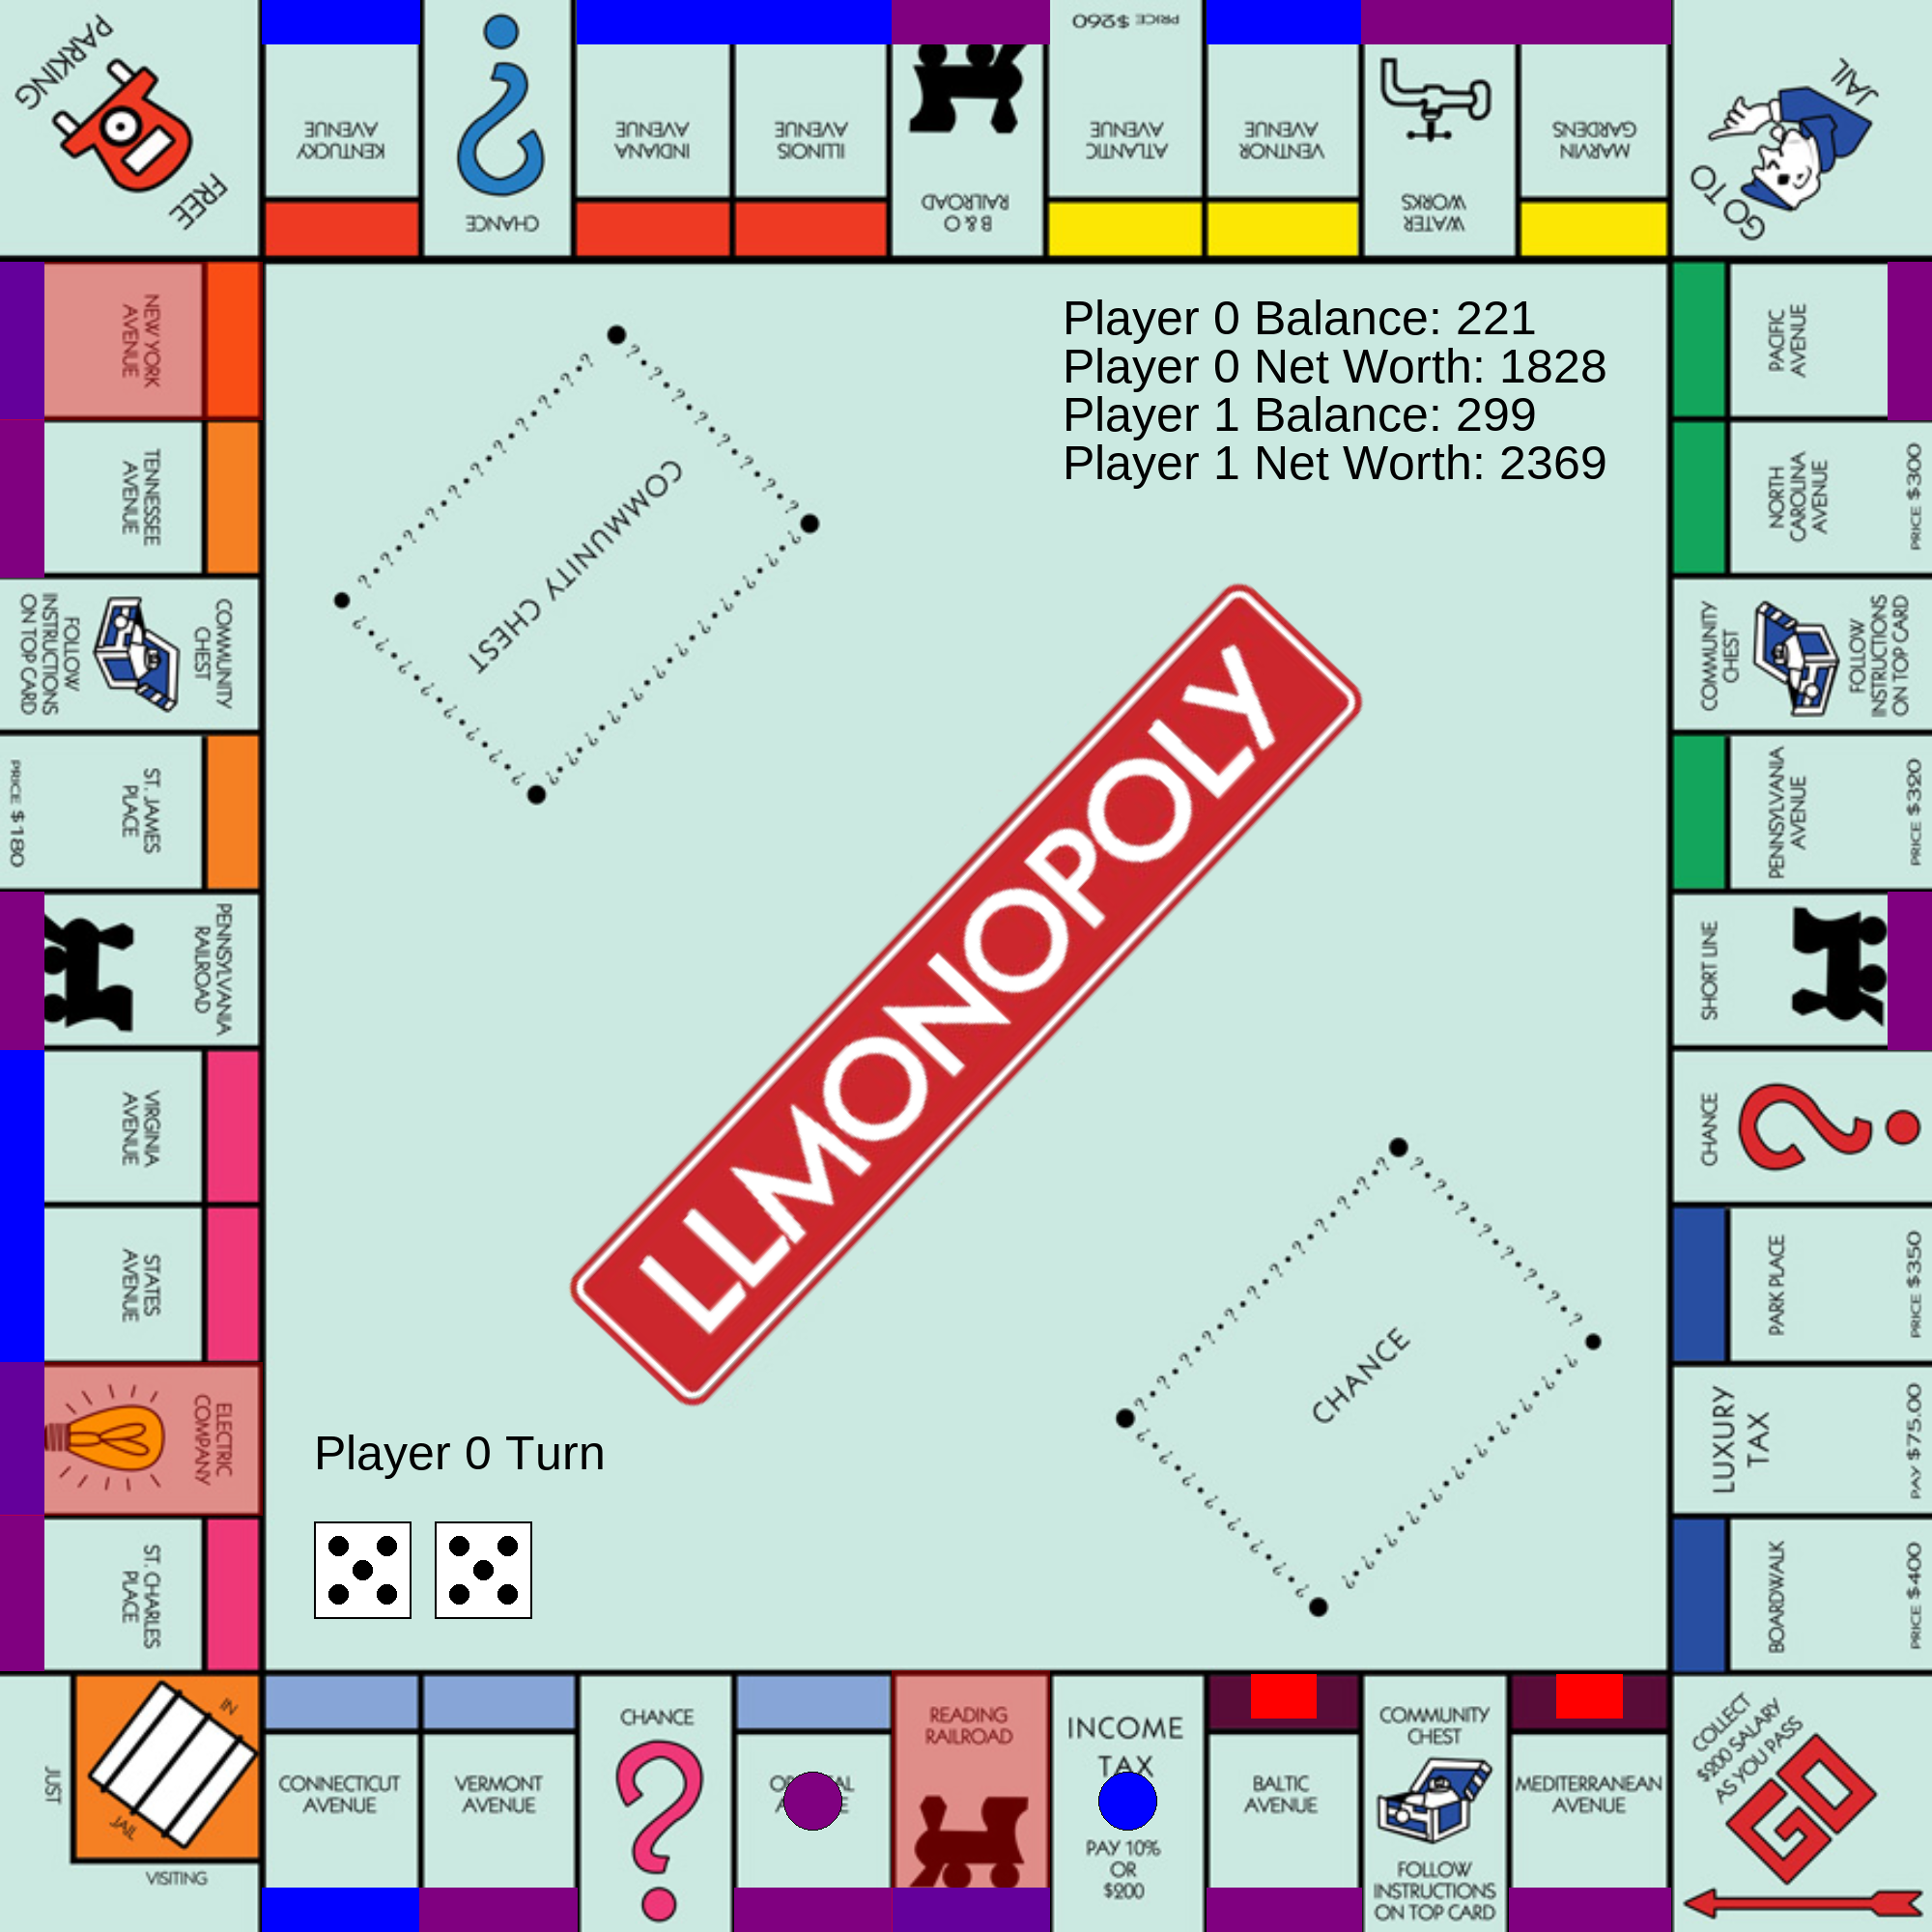 FREE
PARKING
KENTUCKY
AVENUE
CHANCE
INDIANA
AVENUE
ILLINOIS
AVENUE
B & O
RAILROAD
ATLANTIC
AVENUE
PRICE $260
VENTNOR
AVENUE
WATER
WORKS
MARVIN
GARDENS
GO TO
JAIL
NEW YORK
AVENUE
TENNESSEE
AVENUE
COMMUNITY
CHEST
FOLLOW
INSTRUCTIONS
ON TOP CARD
ST. JAMES
PLACE
PRICE $180
PENNSYLVANIA
RAILROAD
VIRGINIA
AVENUE
STATES
AVENUE
ELECTRIC
COMPANY
ST. CHARLES
PLACE
Player 0 Balance: 221
Player 0 Net Worth: 1828
Player 1 Balance: 299
Player 1 Net Worth: 2369
COMMUNITY CHEST
LLMONOPOLY
CHANCE
Player 0 Turn
PACIFIC
AVENUE
NORTH
CAROLINA
AVENUE
PRICE $300
COMMUNITY
CHEST
FOLLOW
INSTRUCTIONS
ON TOP CARD
PENNSYLVANIA
AVENUE
PRICE $320
SHORT LINE
CHANCE
PARK PLACE
PRICE $350
LUXURY
TAX
PAY $75.00
BOARDWALK
PRICE $400
JUST
VISITING
IN
JAIL
CONNECTICUT
AVENUE
VERMONT
AVENUE
CHANCE
READING
RAILROAD
INCOME
TAX
PAY 10%
OR
$200
BALTIC
AVENUE
COMMUNITY
CHEST
FOLLOW
INSTRUCTIONS
ON TOP CARD
MEDITERRANEAN
AVENUE
COLLECT
$200 SALARY
AS YOU PASS
GO